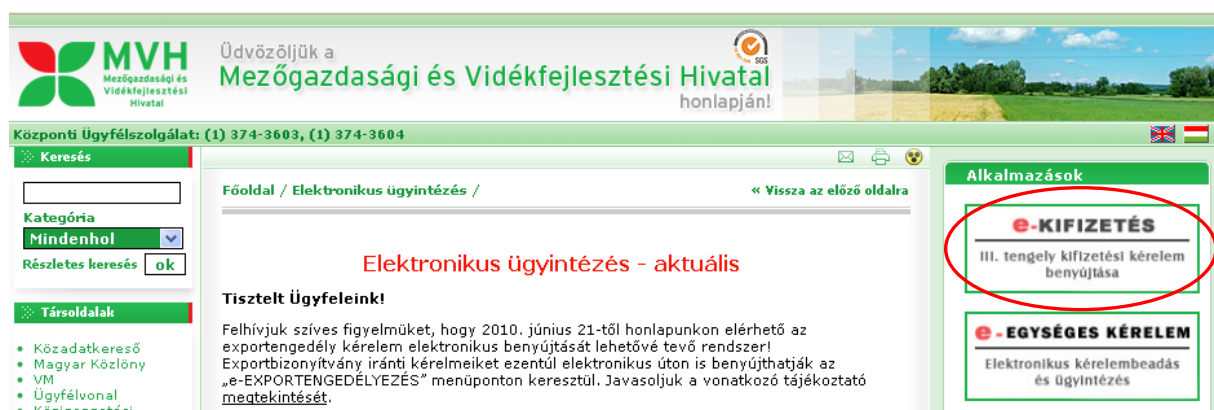 MVH
Mezőgazdasági és
Vidékfejlesztési
Hivatal
Üdvözöljük a
Mezőgazdasági és Vidékfejlesztési Hivatal
honlapján!
SGS
Központi Ügyfélszolgálat: (1) 374-3603, (1) 374-3604
Keresés
Kategória
Mindenhol
Részletes keresés ok
Társoldalak
Közadatkereső
Magyar Közlöny
VM
Ügyfélvonal
Főoldal / Elektronikus ügyintézés /
« Vissza az előző oldalra
Elektronikus ügyintézés - aktuális
Tisztelt Ügyfeleink!
Felhívjuk szíves figyelmüket, hogy 2010. június 21-től honlapunkon elérhető az
exportengedély kérelem elektronikus benyújtását lehetővé tevő rendszer!
Exportbizonyítvány iránti kérelmeiket ezentúl elektronikus úton is benyújthatják az
„e-EXPORTENGEDÉLYEZÉS” menüponton keresztül. Javasoljuk a vonatkozó tájékoztató
megtekintését.
Alkalmazások
e-KIFIZETÉS
III. tengely kifizetési kérelem
benyújtása
e - EGYSÉGES KÉRELEM
Elektronikus kérelembeadás
és ügyintézés